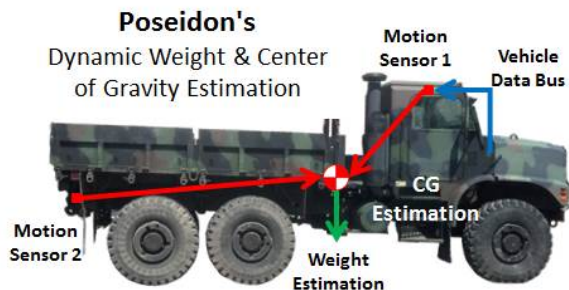 Poseidon's
Dynamic Weight & Center
of Gravity Estimation
Motion
Sensor 1
Vehicle
Data Bus
CG
Estimation
Motion
Sensor 2
Weight
Estimation